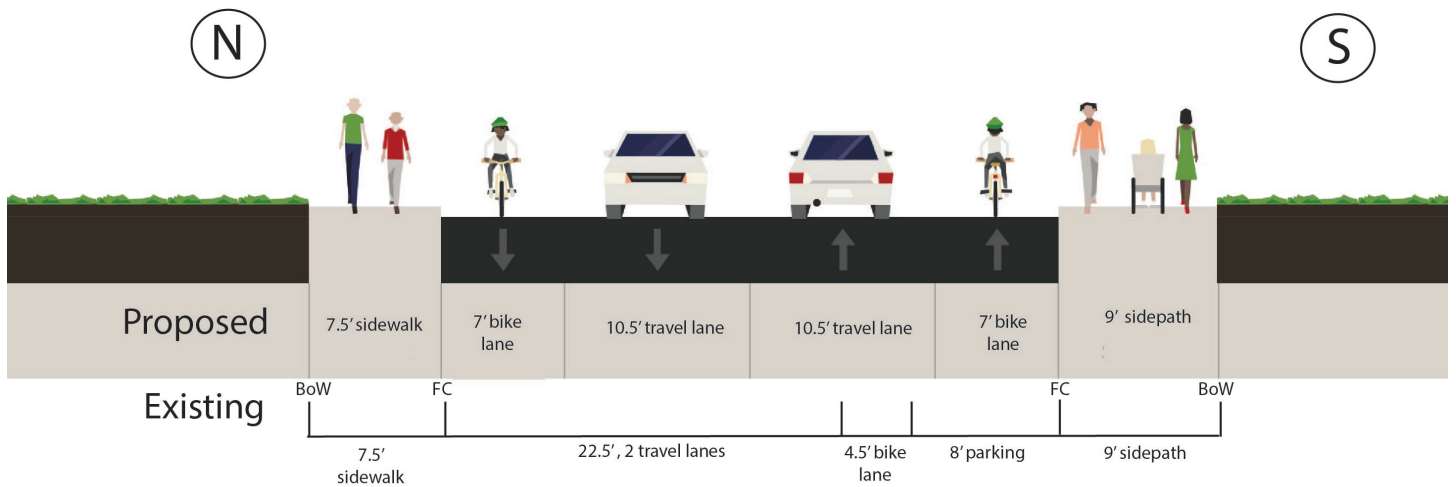 N
S
Proposed
7.5' sidewalk
7' bike
lane
10.5' travel lane
10.5' travel lane
7' bike
lane
9' sidepath
BoW
FC
FC
BoW
Existing
7.5'
sidewalk
22.5', 2 travel lanes
4.5' bike
lane
8' parking
9' sidepath